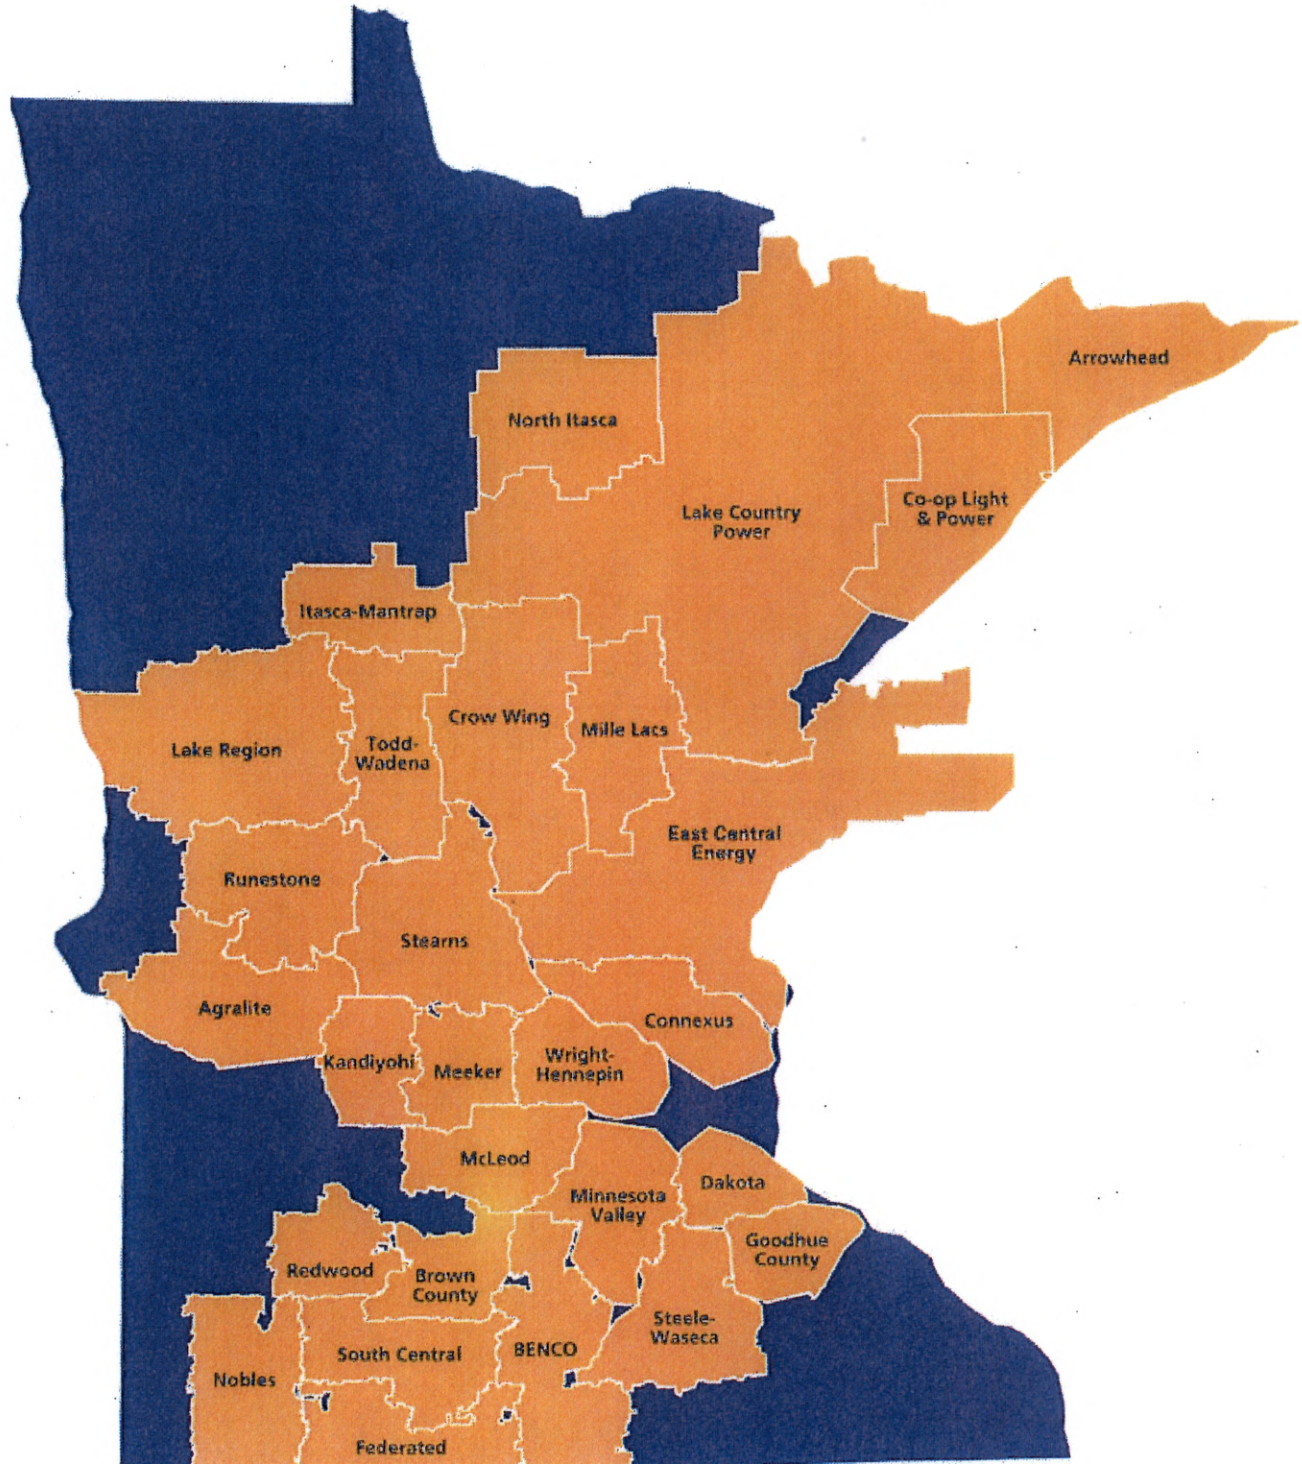 Arrowhead
North Itasca
Lake Country
Power
Co-op Light
& Power
Itasca-Mantrap
Crow Wing
Mille Lacs
Lake Region
Todd-
Wadena
East Central
Energy
Runestone
Stearns
Agralite
Connexus
Kandiyohi
Meeker
Wright-
Hennepin
McLeod
Minnesota
Valley
Dakota
Goodhue
County
Redwood
Brown
County
Steele-
Waseca
South Central
BENCO
Nobles
Federated